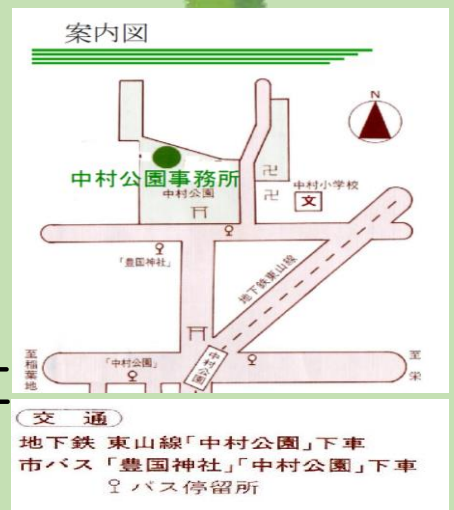 案内図
N
中村公園事務所
中村公園
卍
卍
中村小学校
文
「豊国神社」
地下鉄東山線
至稲葉地
「中村公園」
中村公園
至栄
交通
地下鉄 東山線「中村公園」下車
市バス「豊国神社」「中村公園」下車
バス停留所